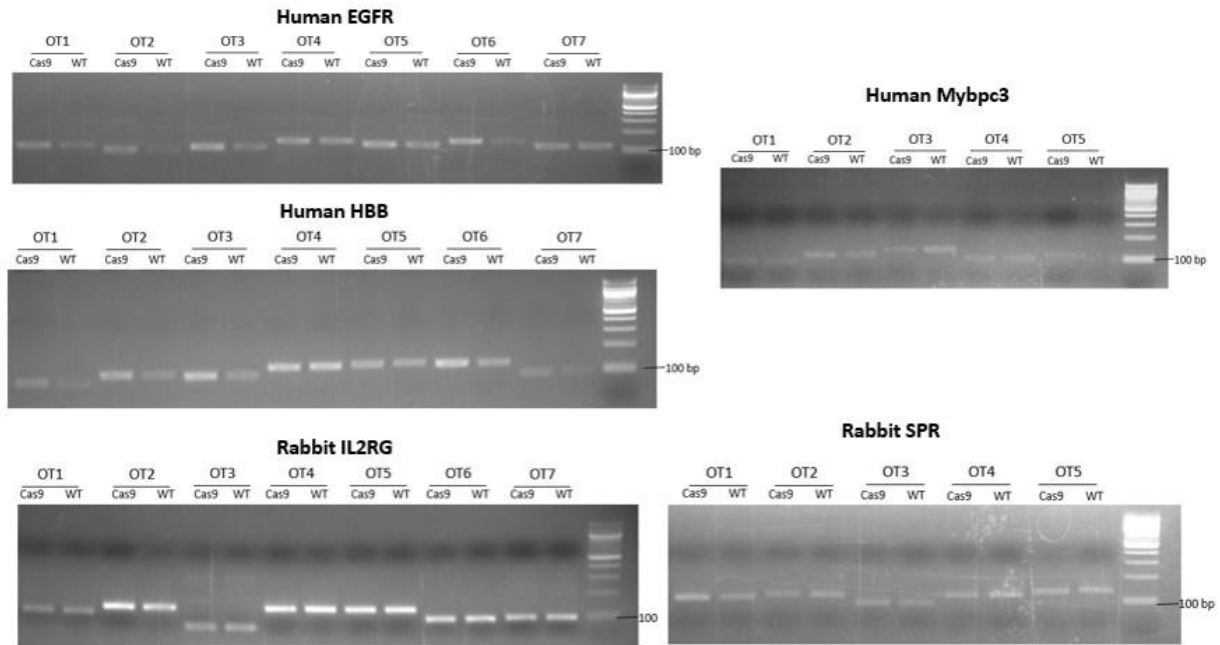 Human EGFR
OT1 OT2 OT3 OT4 OT5 OT6 OT7
Cas9 WT Cas9 WT Cas9 WT Cas9 WT Cas9 WT Cas9 WT Cas9 WT
100 bp
Human Mybpc3
OT1 OT2 OT3 OT4 OT5
Cas9 WT Cas9 WT Cas9 WT Cas9 WT Cas9 WT
100 bp
Human HBB
OT1 OT2 OT3 OT4 OT5 OT6 OT7
Cas9 WT Cas9 WT Cas9 WT Cas9 WT Cas9 WT Cas9 WT Cas9 WT
100 bp
Rabbit IL2RG
OT1 OT2 OT3 OT4 OT5 OT6 OT7
Cas9 WT Cas9 WT Cas9 WT Cas9 WT Cas9 WT Cas9 WT Cas9 WT
100
Rabbit SPR
OT1 OT2 OT3 OT4 OT5
Cas9 WT Cas9 WT Cas9 WT Cas9 WT Cas9 WT
100 bp